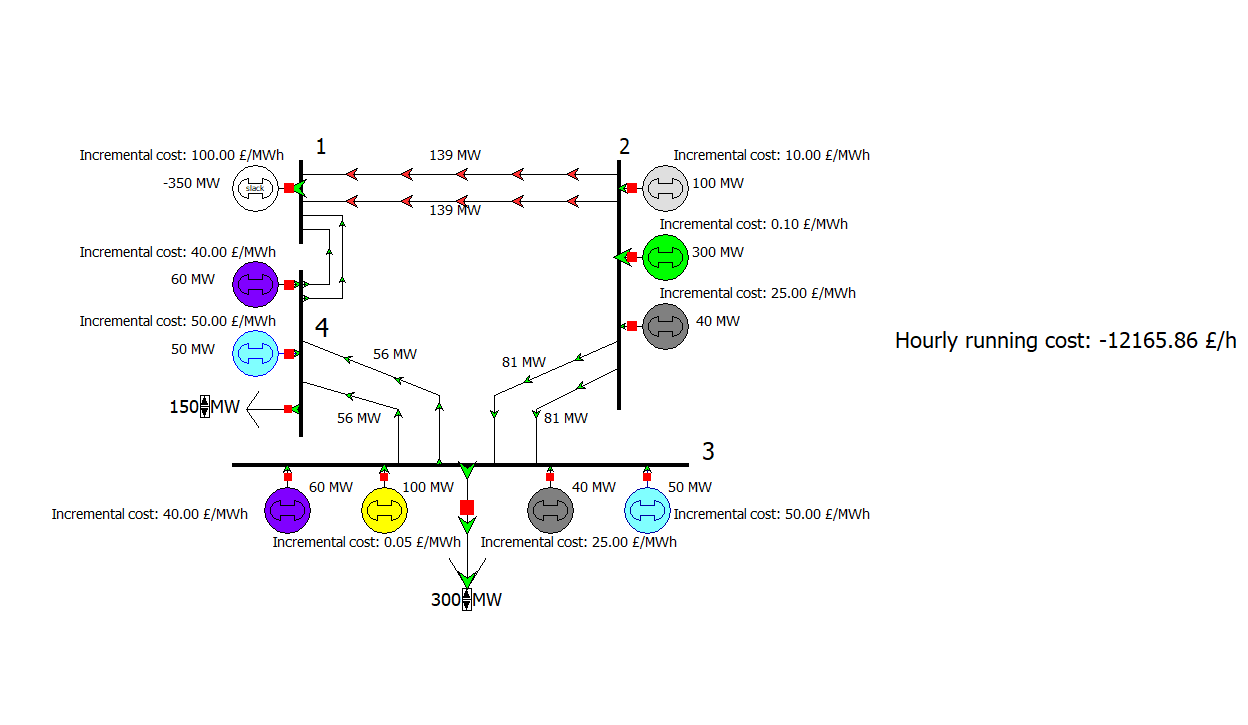 1
2
Incremental cost: 100.00 £/MWh
139 MW
Incremental cost: 10.00 £/MWh
-350 MW
slack
100 MW
139 MW
Incremental cost: 0.10 £/MWh
Incremental cost: 40.00 £/MWh
300 MW
60 MW
Incremental cost: 25.00 £/MWh
Incremental cost: 50.00 £/MWh
4
40 MW
50 MW
56 MW
81 MW
Hourly running cost: -12165.86 £/h
150 MW
56 MW
81 MW
3
60 MW
100 MW
40 MW
50 MW
Incremental cost: 40.00 £/MWh
Incremental cost: 50.00 £/MWh
Incremental cost: 0.05 £/MWh
Incremental cost: 25.00 £/MWh
300 MW